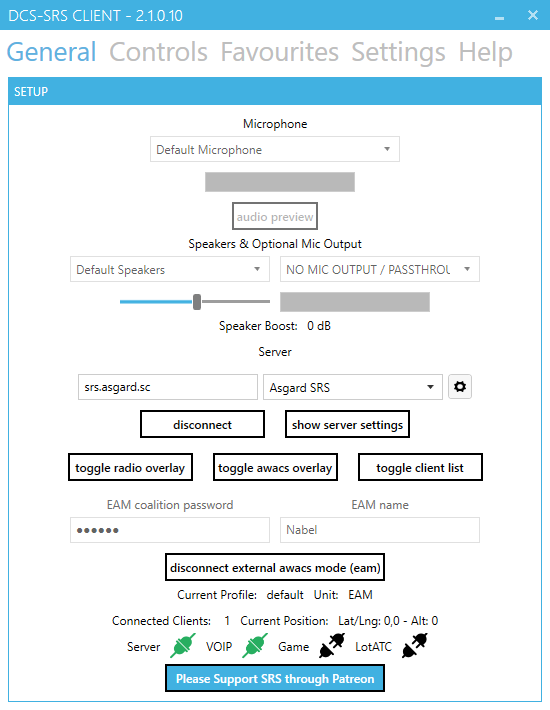 DCS-SRS CLIENT - 2.1.0.10
General Controls Favourites Settings Help
SETUP
Microphone
Default Microphone
audio preview
Speakers & Optional Mic Output
Default Speakers NO MIC OUTPUT / PASSTHROU
Speaker Boost: 0 dB
Server
srs.asgard.sc Asgard SRS
disconnect show server settings
toggle radio overlay toggle awacs overlay toggle client list
EAM coalition password EAM name
●●●●●● Nabel
disconnect external awacs mode (eam)
Current Profile: default Unit: EAM
Connected Clients: 1 Current Position: Lat/Lng: 0,0 - Alt: 0
Server VOIP Game LotATC
Please Support SRS through Patreon